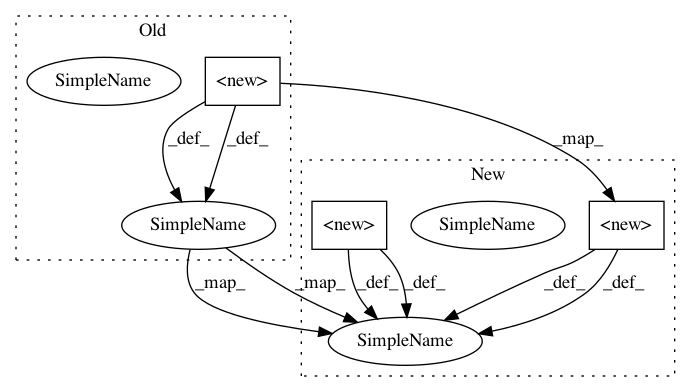 Old
SimpleName
<new>
_def_
_def_
_map_
New
SimpleName
<new>
SimpleName
<new>
_map_
_map_
_def_
_def_
_def_
_def_
SimpleName